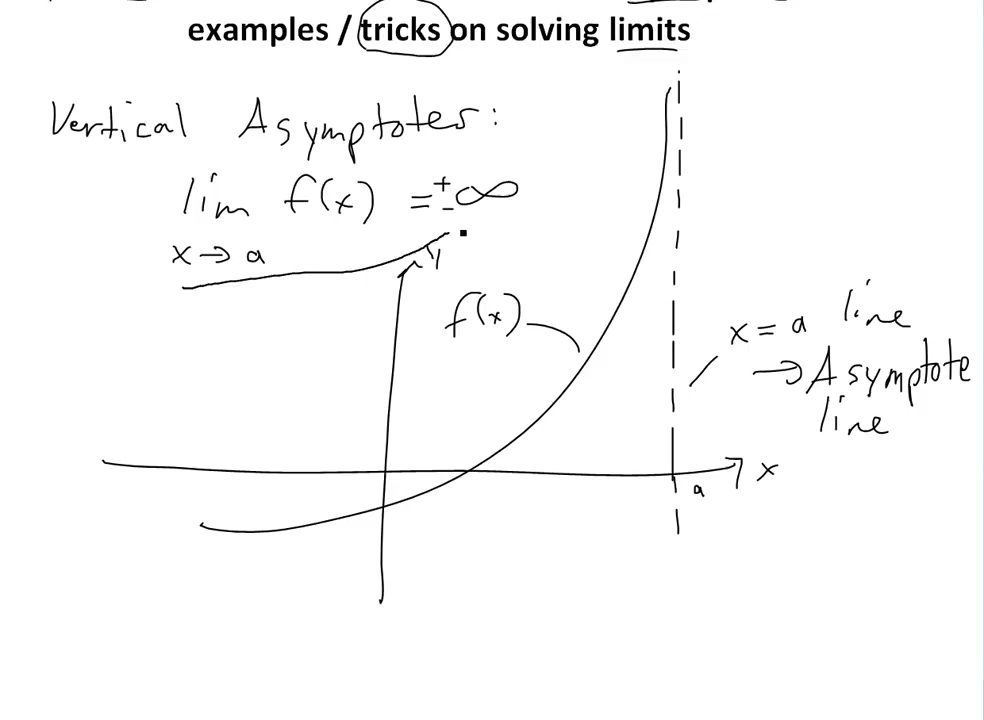 examples / tricks on solving limits
Vertical Asymptotes:
lim f(x) = ±∞
x → a
y
f(x)
x = a line
→ Asymptote
line
x
a